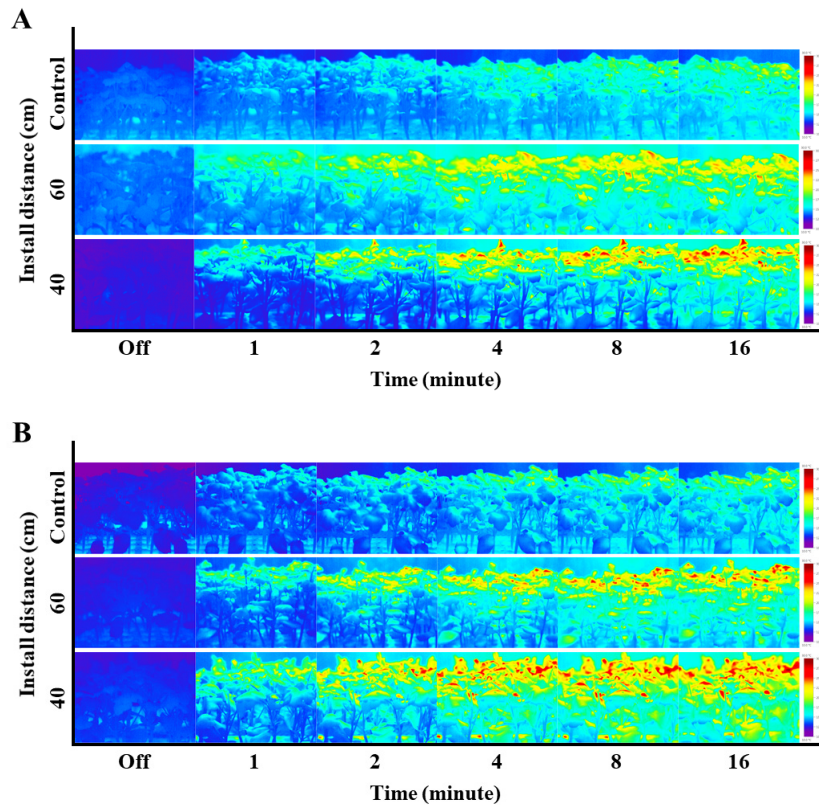 A
Install distance (cm)
Control
60
40
Off 1 2 4 8 16
Time (minute)
B
Install distance (cm)
Control
60
40
Off 1 2 4 8 16
Time (minute)